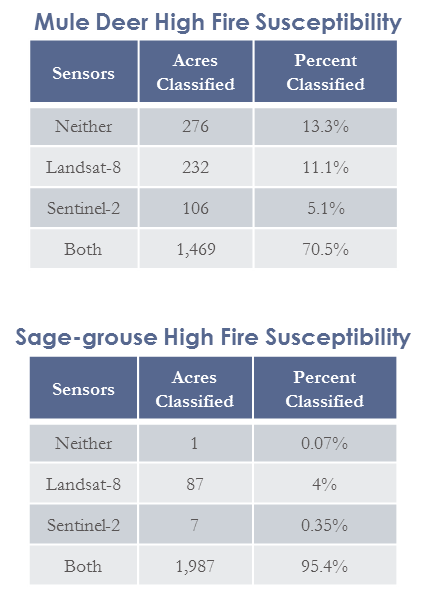 Mule Deer High Fire Susceptibility
Sensors Acres Classified Percent Classified
Neither 276 13.3%
Landsat-8 232 11.1%
Sentinel-2 106 5.1%
Both 1,469 70.5%
Sage-grouse High Fire Susceptibility
Sensors Acres Classified Percent Classified
Neither 1 0.07%
Landsat-8 87 4%
Sentinel-2 7 0.35%
Both 1,987 95.4%